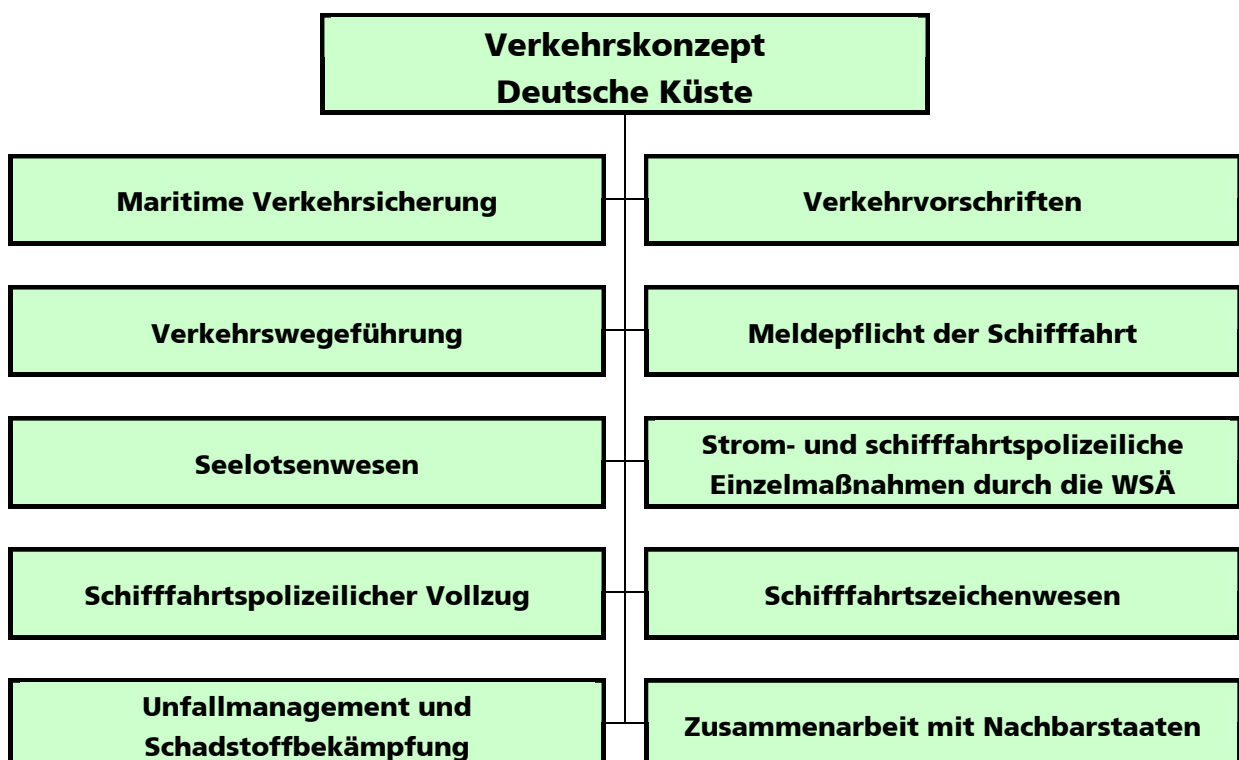 Verkehrskonzept
Deutsche Küste
Maritime Verkehrsicherung
Verkehrvorschriften
Verkehrswegeführung
Meldepflicht der Schifffahrt
Seelotsenwesen
Strom- und schifffahrtspolizeiliche
Einzelmaßnahmen durch die WSÄ
Schifffahrtspolizeilicher Vollzug
Schifffahrtszeichenwesen
Unfallmanagement und
Schadstoffbekämpfung
Zusammenarbeit mit Nachbarstaaten